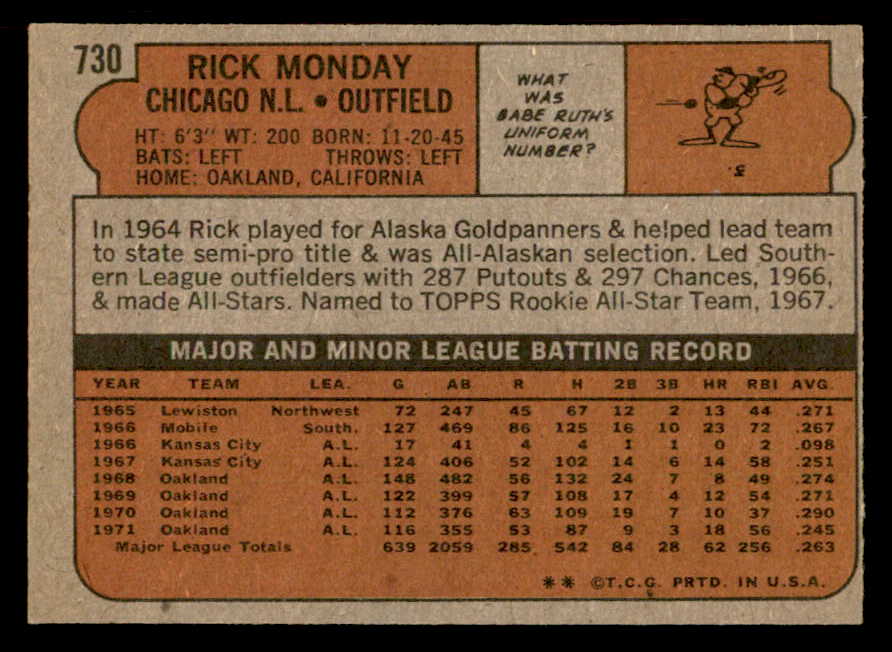 730
RICK MONDAY
CHICAGO N.L. • OUTFIELD
HT: 6'3" WT: 200 BORN: 11-20-45
BATS: LEFT THROWS: LEFT
HOME: OAKLAND, CALIFORNIA
WHAT
WAS
BABE RUTH'S
UNIFORM
NUMBER?
3.
In 1964 Rick played for Alaska Goldpanners & helped lead team
to state semi-pro title & was All-Alaskan selection. Led South-
ern League outfielders with 287 Putouts & 297 Chances, 1966,
& made All-Stars. Named to TOPPS Rookie All-Star Team, 1967.
MAJOR AND MINOR LEAGUE BATTING RECORD
YEAR TEAM LEA. G AB R H 2B 3B HR RBI AVG.
1965 Lewiston Northwest 72 247 45 67 12 2 13 44 .271
1966 Mobile South. 127 469 86 125 16 10 23 72 .267
1966 Kansas City A.L. 17 41 4 4 1 1 0 2 .098
1967 Kansas City A.L. 124 406 52 102 14 6 14 58 .251
1968 Oakland A.L. 148 482 56 132 24 7 8 49 .274
1969 Oakland A.L. 122 399 57 108 17 4 12 54 .271
1970 Oakland A.L. 112 376 63 109 19 7 10 37 .290
1971 Oakland A.L. 116 355 53 87 9 3 18 56 .245
Major League Totals 639 2059 285 542 84 28 62 256 .263
** ©T.C.G. PRTD. IN U.S.A.